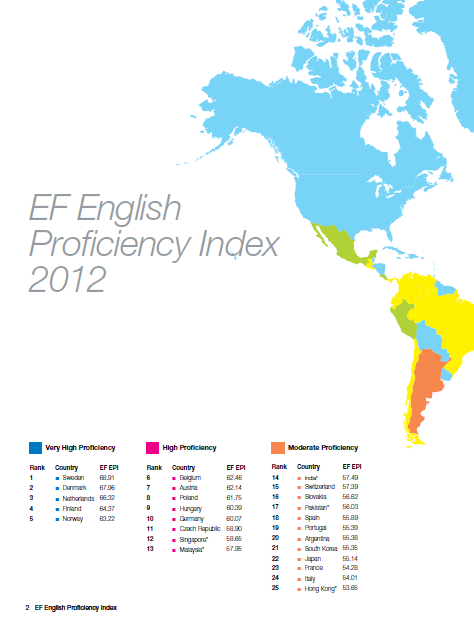 EF English
Proficiency Index
2012
Very High Proficiency
Rank Country EF EPI
1 Sweden 68.91
2 Denmark 67.96
3 Netherlands 66.32
4 Finland 64.37
5 Norway 63.22
High Proficiency
Rank Country EF EPI
6 Belgium 62.46
7 Austria 62.14
8 Poland 61.75
9 Hungary 60.39
10 Germany 60.07
11 Czech Republic 58.90
12 Singapore* 58.65
13 Malaysia* 57.95
Moderate Proficiency
Rank Country EF EPI
14 India* 57.49
15 Switzerland 57.39
16 Slovakia 56.62
17 Pakistan* 56.03
18 Spain 55.89
19 Portugal 55.39
20 Argentina 55.38
21 South Korea 55.35
22 Japan 55.14
23 France 54.28
24 Italy 54.01
25 Hong Kong* 53.65
2 EF English Proficiency Index